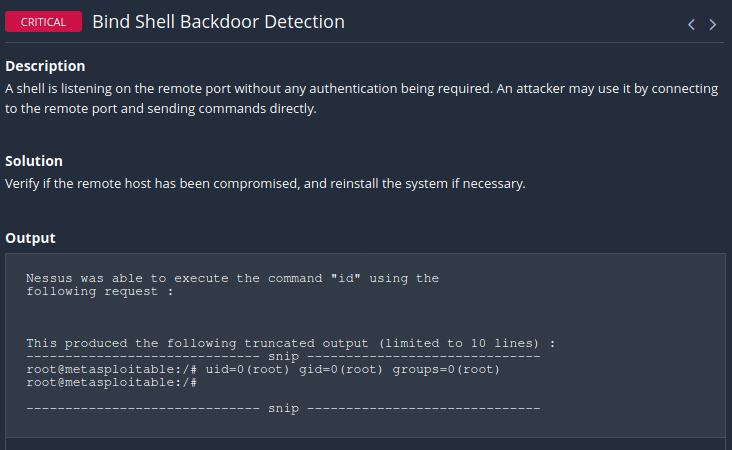 CRITICAL Bind Shell Backdoor Detection
Description
A shell is listening on the remote port without any authentication being required. An attacker may use it by connecting
to the remote port and sending commands directly.
Solution
Verify if the remote host has been compromised, and reinstall the system if necessary.
Output
Nessus was able to execute the command "id" using the
following request :
This produced the following truncated output (limited to 10 lines) :
------------------------------ snip ------------------------------
root@metasploitable:/# uid=0(root) gid=0(root) groups=0(root)
root@metasploitable:/#
------------------------------ snip ------------------------------